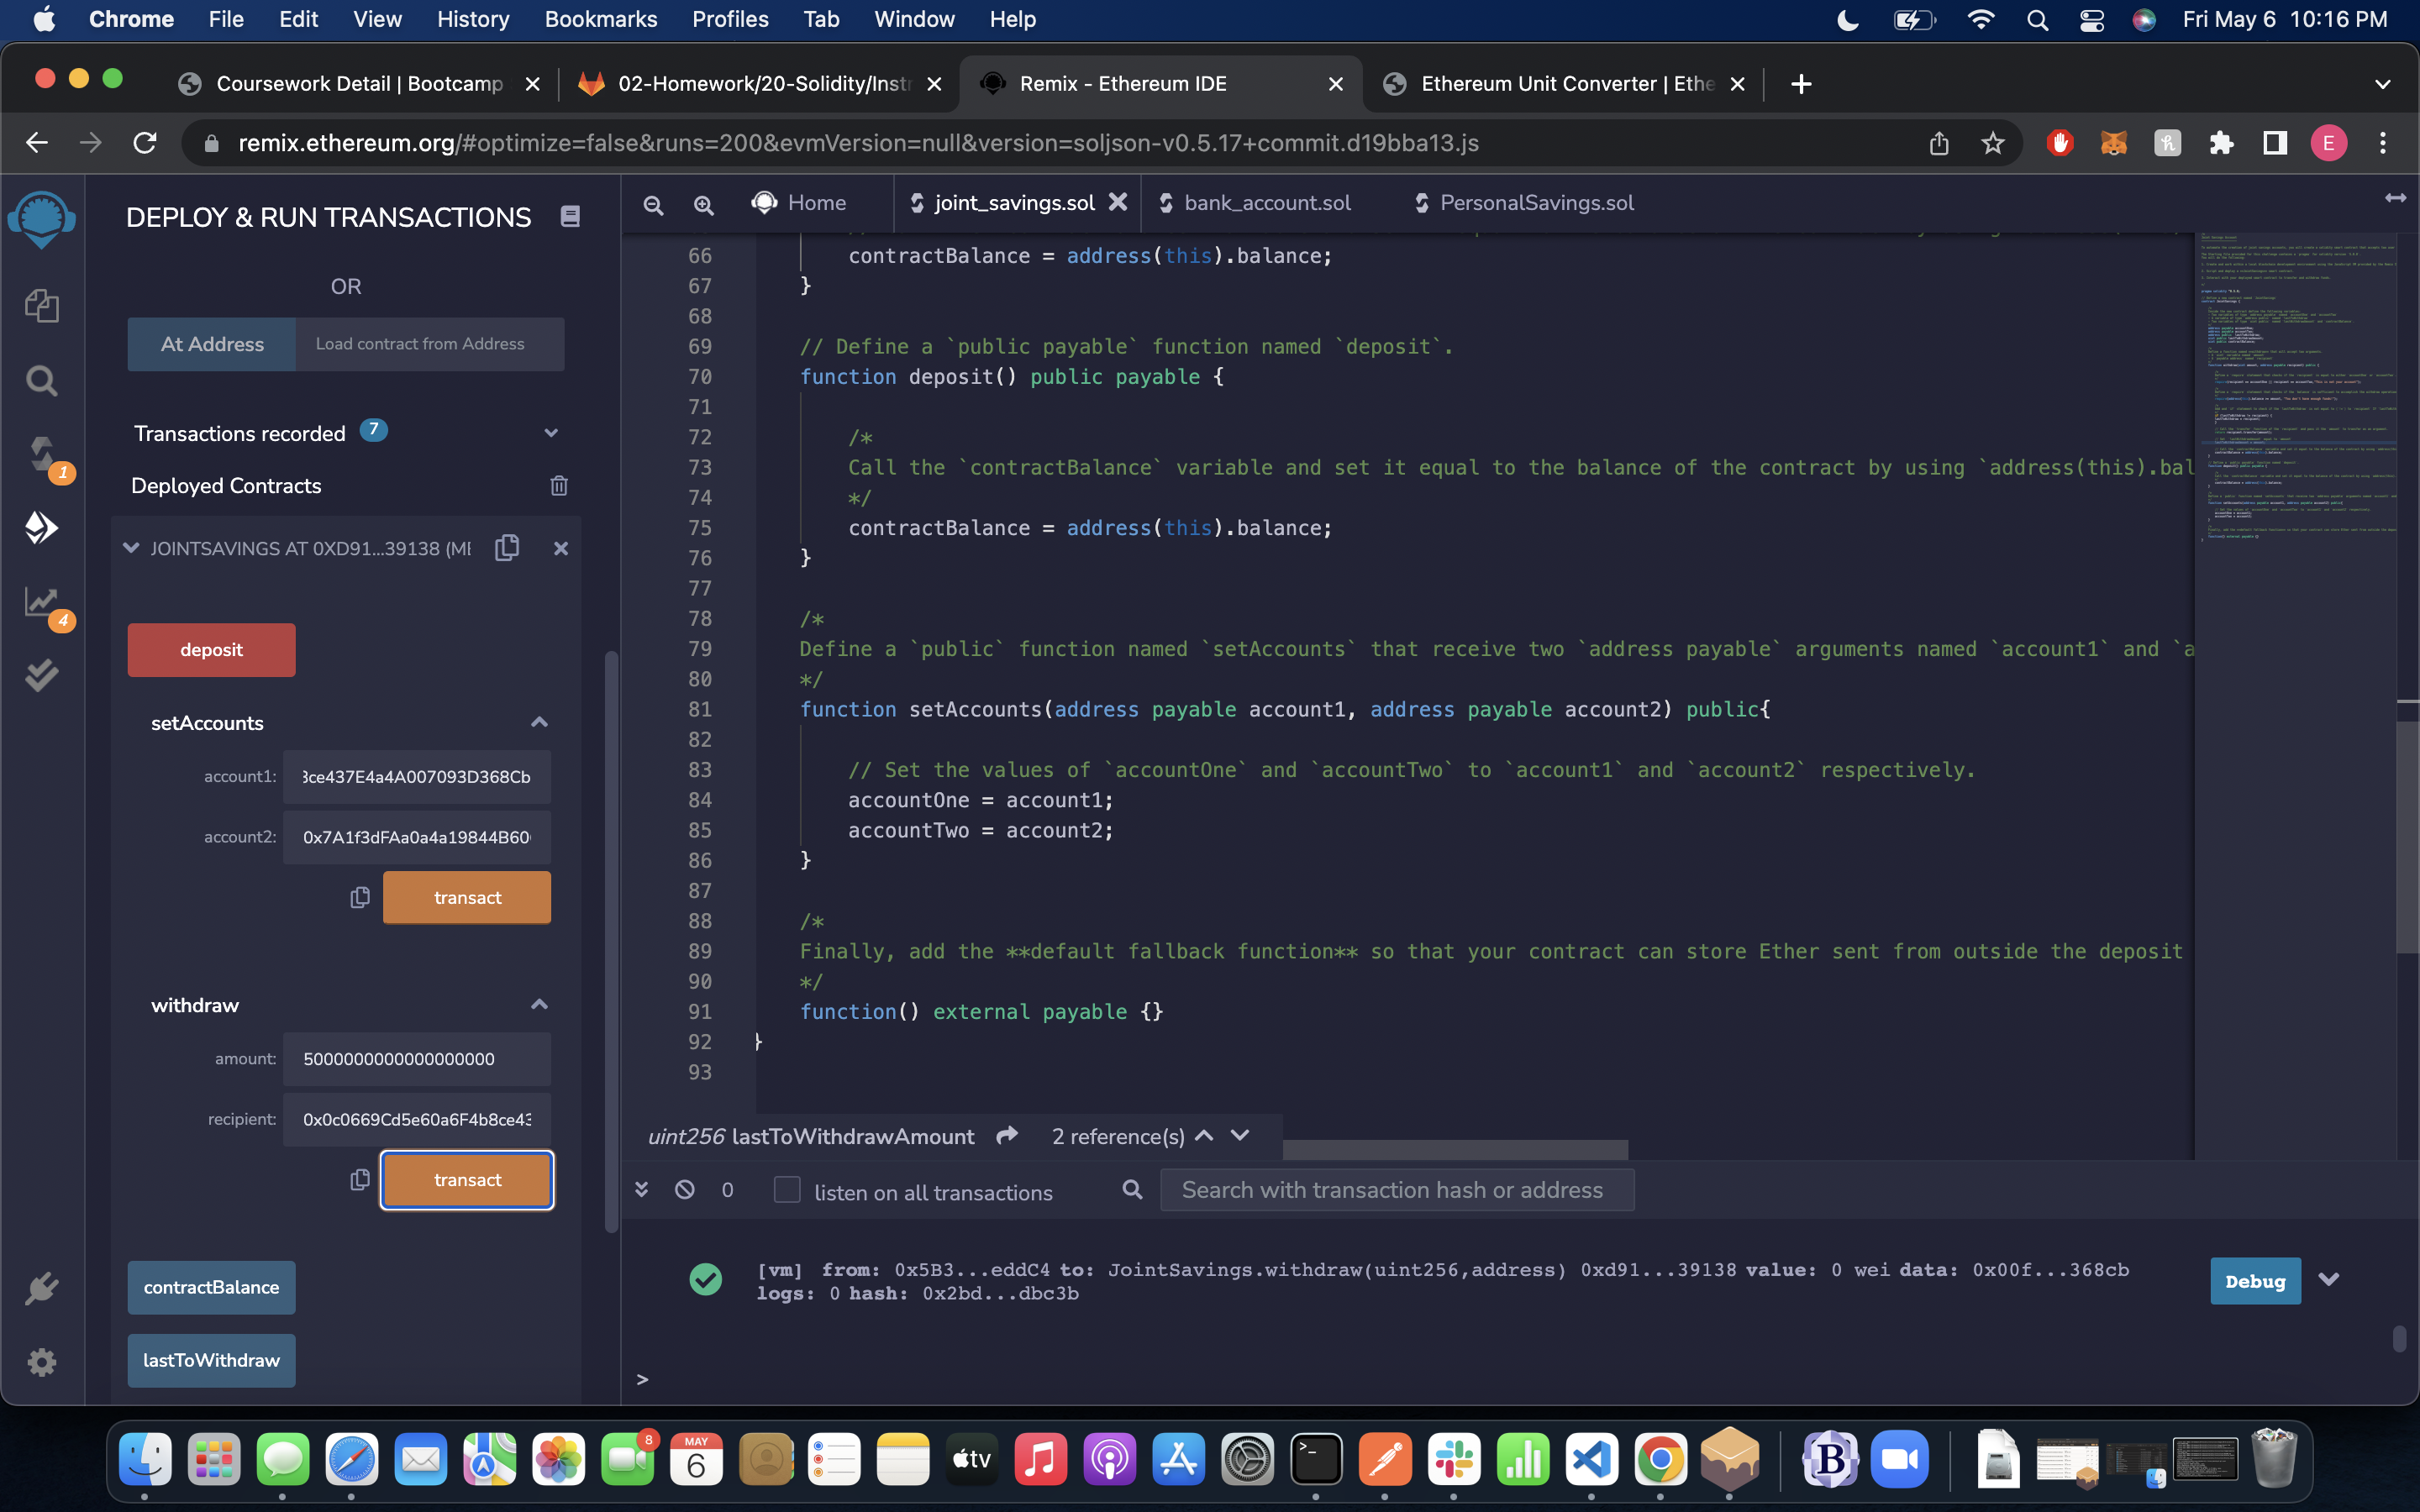 Chrome File Edit View History Bookmarks Profiles Tab Window Help Fri May 6 10:16 PM
Coursework Detail | Bootcamp 02-Homework/20-Solidity/Instr Remix - Ethereum IDE Ethereum Unit Converter | Ethe
remix.ethereum.org/#optimize=false&runs=200&evmVersion=null&version=soljson-v0.5.17+commit.d19bba13.js E
DEPLOY & RUN TRANSACTIONS
OR
At Address Load contract from Address
Transactions recorded 7
Deployed Contracts
1
JOINTSAVINGS AT 0XD91...39138 (ME
4
deposit
setAccounts
account1: 3ce437E4a4A007093D368Cb
account2: 0x7A1f3dFAa0a4a19844B60
transact
withdraw
amount: 5000000000000000000
recipient: 0x0c0669Cd5e60a6F4b8ce43
transact
contractBalance
lastToWithdraw
Home joint_savings.sol bank_account.sol PersonalSavings.sol
66 contractBalance = address(this).balance;
67 }
68
69 // Define a `public payable` function named `deposit`.
70 function deposit() public payable {
71
72 /*
73 Call the `contractBalance` variable and set it equal to the balance of the contract by using `address(this).bal
74 */
75 contractBalance = address(this).balance;
76 }
77
78 /*
79 Define a `public` function named `setAccounts` that receive two `address payable` arguments named `account1` and `a
80 */
81 function setAccounts(address payable account1, address payable account2) public{
82
83 // Set the values of `accountOne` and `accountTwo` to `account1` and `account2` respectively.
84 accountOne = account1;
85 accountTwo = account2;
86 }
87
88 /*
89 Finally, add the **default fallback function** so that your contract can store Ether sent from outside the deposit
90 */
91 function() external payable {}
92 }
93
uint256 lastToWithdrawAmount 2 reference(s)
0 listen on all transactions Search with transaction hash or address
[vm] from: 0x5B3...eddC4 to: JointSavings.withdraw(uint256,address) 0xd91...39138 value: 0 wei data: 0x00f...368cb
logs: 0 hash: 0x2bd...dbc3b
Debug
>
8
MAY
6
tv
B